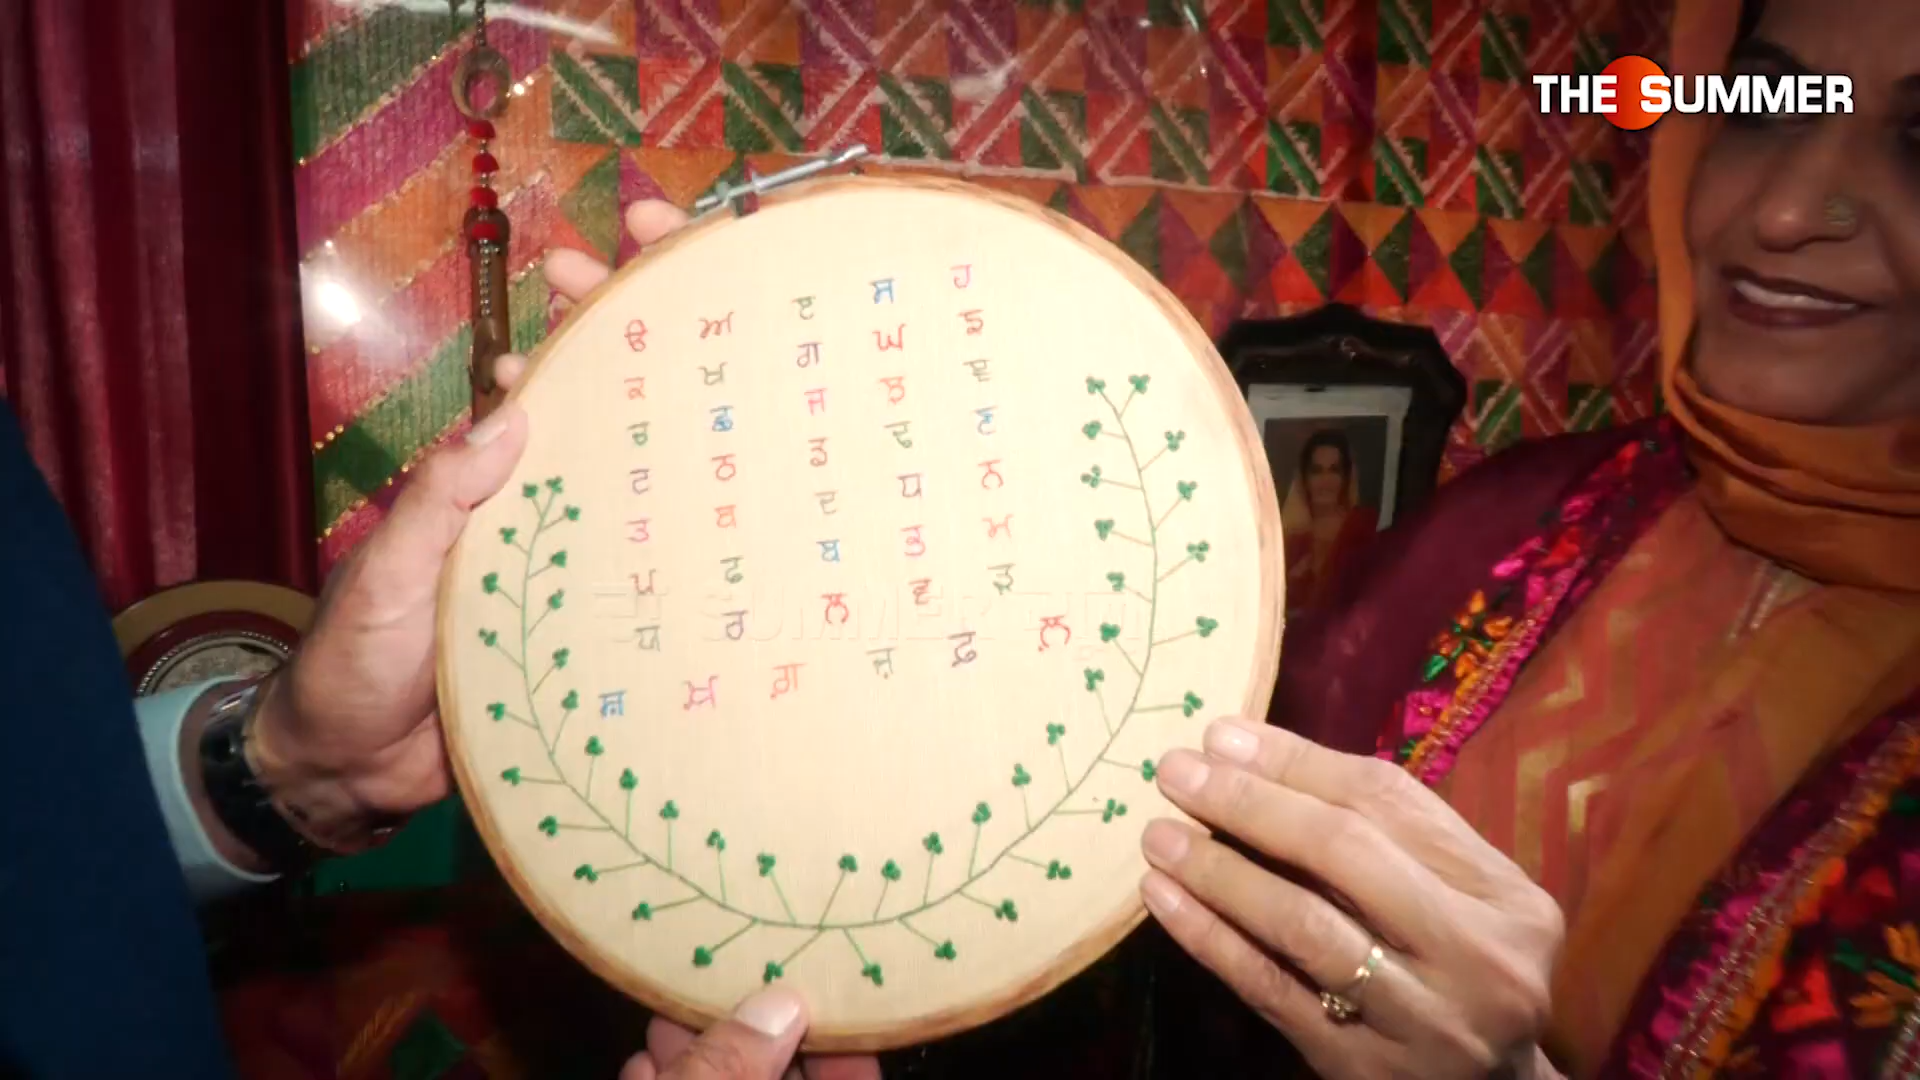 THE SUMMER
ੳ ਅ ੲ ਸ ਹ
ਕ ਖ ਗ ਘ ਙ
ਚ ਛ ਜ ਝ ਞ
ਟ ਠ ਡ ਢ ਣ
ਤ ਥ ਦ ਧ ਨ
ਪ ਫ ਬ ਭ ਮ
ਯ ਰ ਲ ਵ ੜ
ਸ਼ ਖ਼ ਗ਼ ਜ਼ ਫ਼ ਲ਼